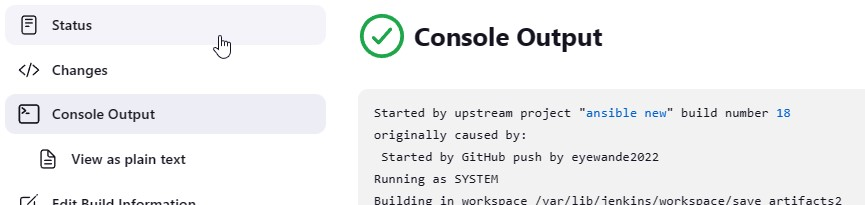 Status
Changes
Console Output
View as plain text
Edit Build Information
Console Output
Started by upstream project "ansible new" build number 18
originally caused by:
Started by GitHub push by eyewande2022
Running as SYSTEM
Building in workspace /var/lib/jenkins/workspace/save_artifacts2